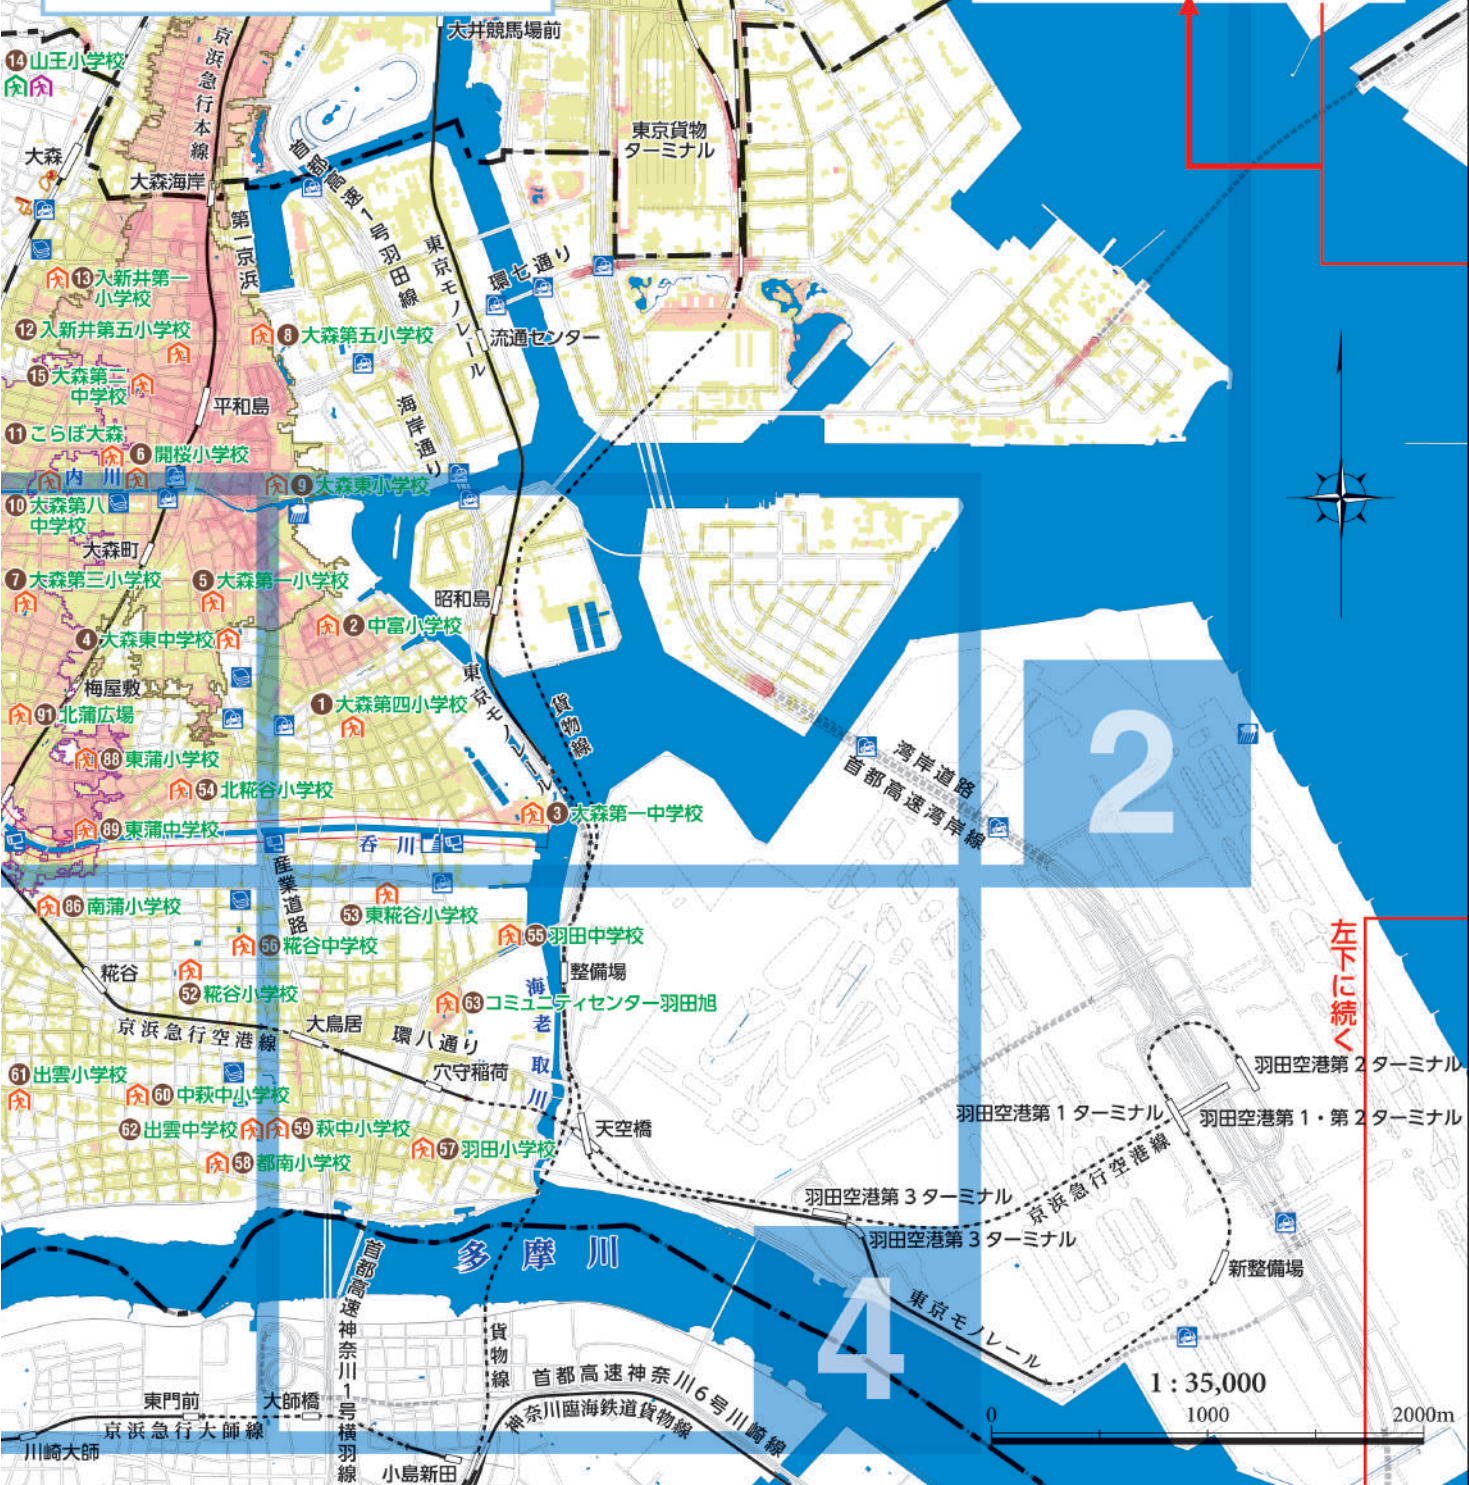 大井競馬場前
京浜急行本線
14 山王小学校
東京貨物
ターミナル
大森
大森海岸
首都高速1号羽田線
第一京浜
東京モノレール
環七通り
13 入新井第一
小学校
12 入新井第五小学校
8 大森第五小学校
流通センター
15 大森第二
中学校
平和島
海岸通り
11 こらぼ大森
6 開桜小学校
内川
9 大森東小学校
10 大森第八
中学校
大森町
7 大森第三小学校
5 大森第一小学校
昭和島
2 中富小学校
4 大森東中学校
東京モノレール
梅屋敷
1 大森第四小学校
貨物線
91 北蒲広場
2
湾岸道路
首都高速湾岸線
88 東蒲小学校
54 北糀谷小学校
3 大森第一中学校
89 東蒲中学校
呑川
産業道路
86 南蒲小学校
53 東糀谷小学校
55 羽田中学校
56 糀谷中学校
左下に続く
糀谷
整備場
52 糀谷小学校
63 コミュニティセンター羽田旭
海老取川
京浜急行空港線
大鳥居
環八通り
61 出雲小学校
穴守稲荷
羽田空港第2ターミナル
60 中萩中小学校
羽田空港第1ターミナル
羽田空港第1・第2ターミナル
62 出雲中学校
59 萩中小学校
天空橋
57 羽田小学校
58 都南小学校
京浜急行空港線
羽田空港第3ターミナル
羽田空港第3ターミナル
多摩川
首都高速神奈川1号横羽線
新整備場
東京モノレール
4
貨物線
首都高速神奈川6号川崎線
神奈川臨海鉄道貨物線
1:35,000
東門前
大師橋
0 1000 2000m
京浜急行大師線
川崎大師
小島新田